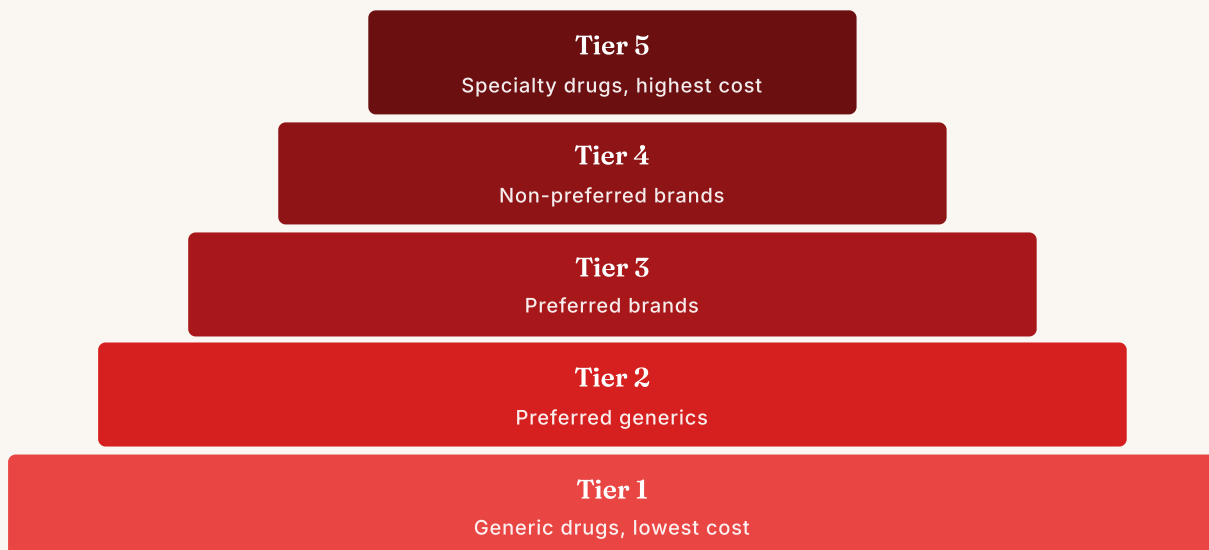 Tier 5
Specialty drugs, highest cost
Tier 4
Non-preferred brands
Tier 3
Preferred brands
Tier 2
Preferred generics
Tier 1
Generic drugs, lowest cost